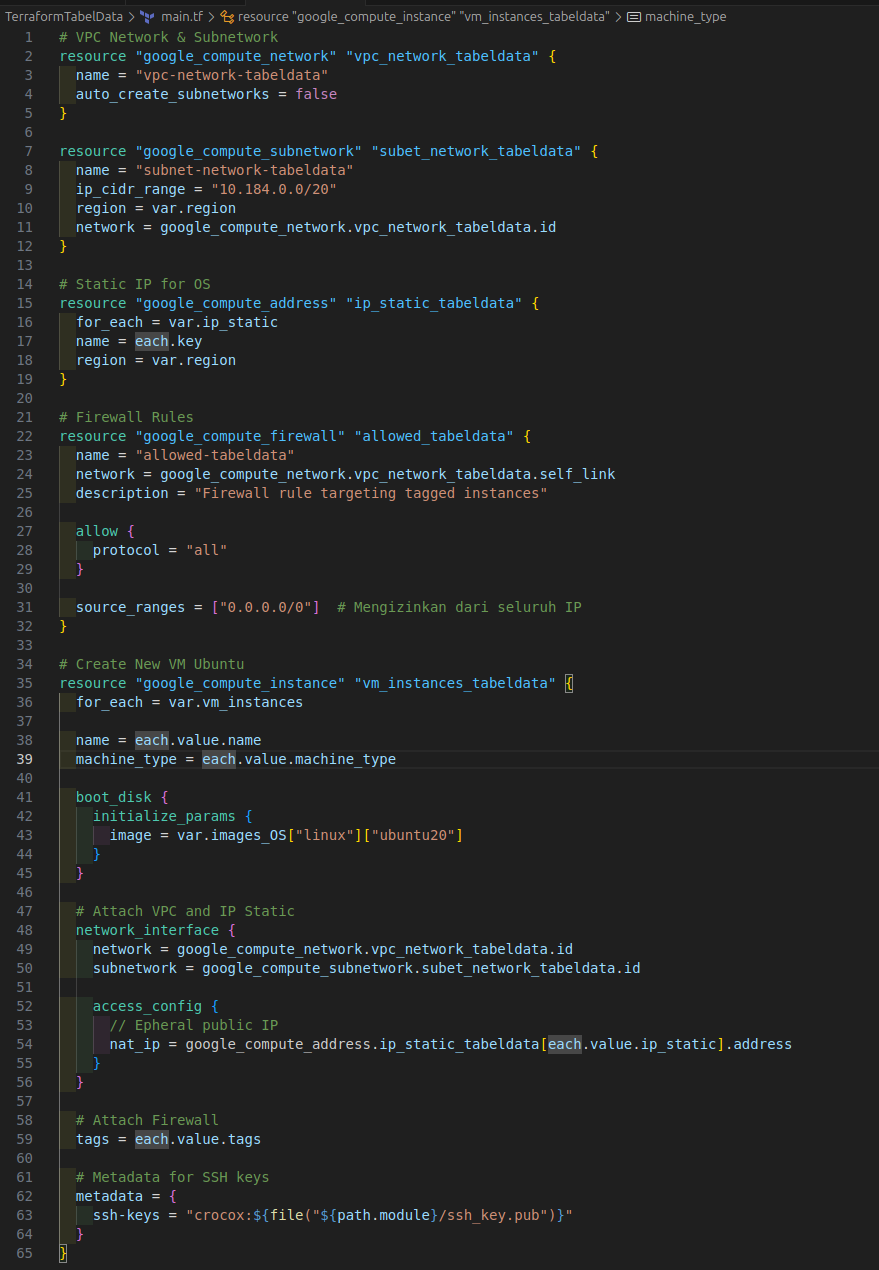 TerraformTabelData > main.tf > resource "google_compute_instance" "vm_instances_tabeldata" > machine_type
1 # VPC Network & Subnetwork
2 resource "google_compute_network" "vpc_network_tabeldata" {
3   name = "vpc-network-tabeldata"
4   auto_create_subnetworks = false
5 }
6
7 resource "google_compute_subnetwork" "subet_network_tabeldata" {
8   name = "subnet-network-tabeldata"
9   ip_cidr_range = "10.184.0.0/20"
10   region = var.region
11   network = google_compute_network.vpc_network_tabeldata.id
12 }
13
14 # Static IP for OS
15 resource "google_compute_address" "ip_static_tabeldata" {
16   for_each = var.ip_static
17   name = each.key
18   region = var.region
19 }
20
21 # Firewall Rules
22 resource "google_compute_firewall" "allowed_tabeldata" {
23   name = "allowed-tabeldata"
24   network = google_compute_network.vpc_network_tabeldata.self_link
25   description = "Firewall rule targeting tagged instances"
26
27   allow {
28     protocol = "all"
29   }
30
31   source_ranges = ["0.0.0.0/0"]  # Mengizinkan dari seluruh IP
32 }
33
34 # Create New VM Ubuntu
35 resource "google_compute_instance" "vm_instances_tabeldata" {
36   for_each = var.vm_instances
37
38   name = each.value.name
39   machine_type = each.value.machine_type
40
41   boot_disk {
42     initialize_params {
43       image = var.images_OS["linux"]["ubuntu20"]
44     }
45   }
46
47   # Attach VPC and IP Static
48   network_interface {
49     network = google_compute_network.vpc_network_tabeldata.id
50     subnetwork = google_compute_subnetwork.subet_network_tabeldata.id
51
52     access_config {
53       // Epheral public IP
54       nat_ip = google_compute_address.ip_static_tabeldata[each.value.ip_static].address
55     }
56   }
57
58   # Attach Firewall
59   tags = each.value.tags
60
61   # Metadata for SSH keys
62   metadata = {
63     ssh-keys = "crocox:${file("${path.module}/ssh_key.pub")}"
64   }
65 }